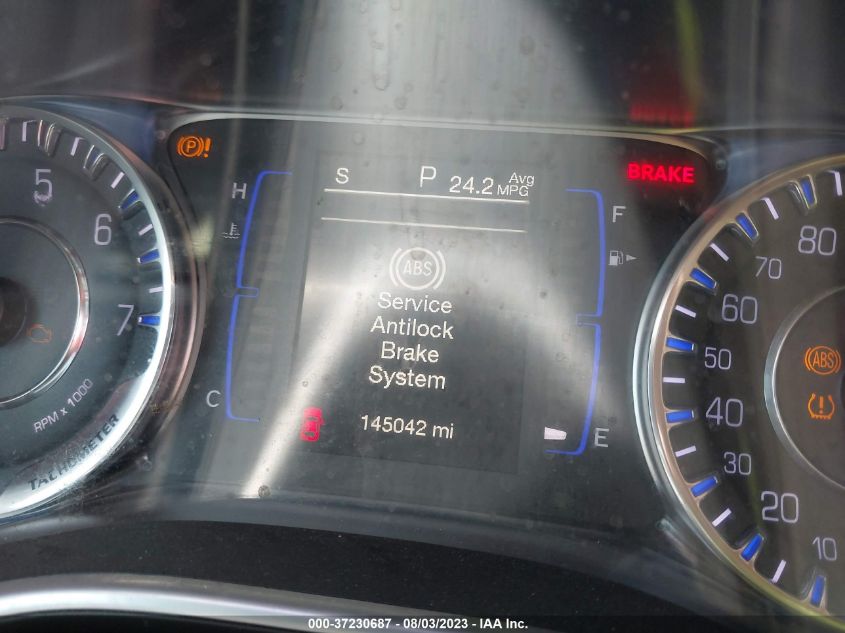 5
6
7
RPM x 1000
TACHOMETER
(P)!
H
C
S
P
24.2
Avg
MPG
ABS
Service
Antilock
Brake
System
145042 mi
BRAKE
F
E
80
70
60
50
40
30
20
10
ABS
000-37230687 - 08/03/2023 - IAA Inc.